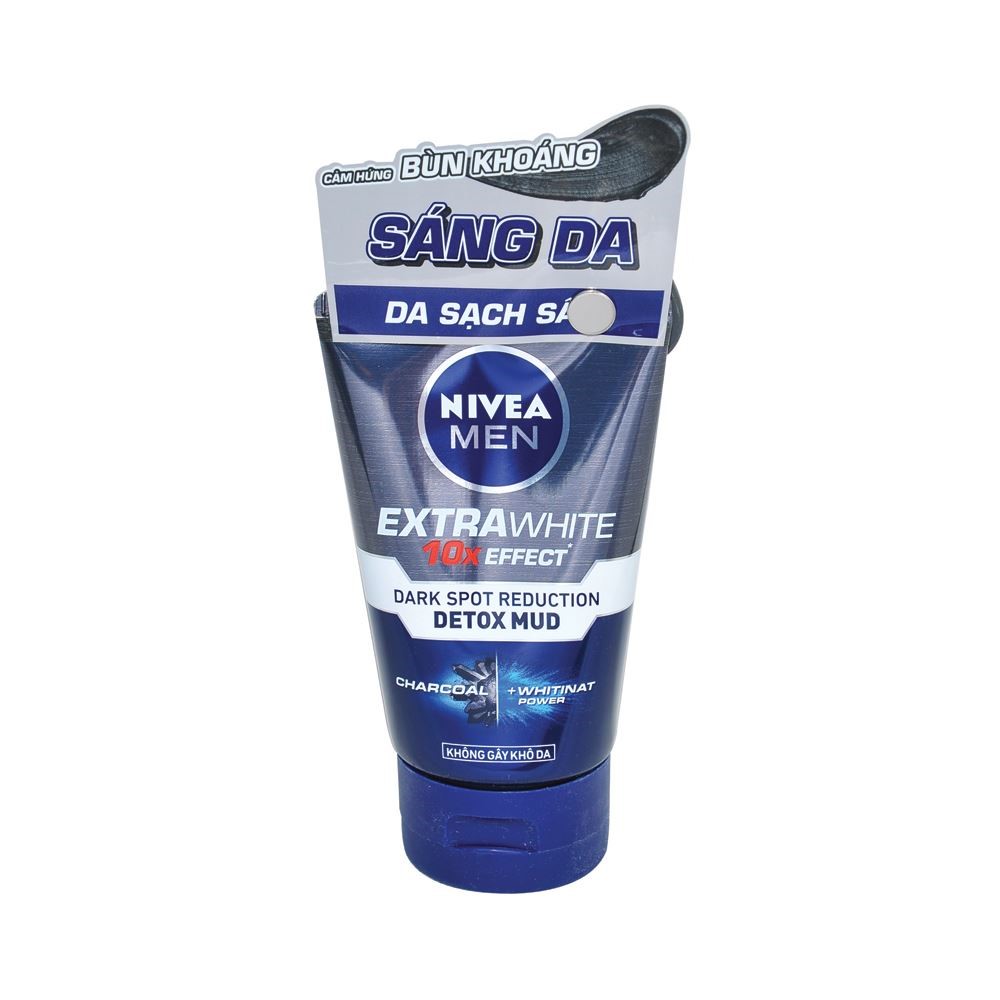 CẢM HỨNG BÙN KHOÁNG
SÁNG DA
DA SẠCH
NIVEA
MEN
EXTRAWHITE
10x EFFECT*
DARK SPOT REDUCTION
DETOX MUD
CHARCOAL + WHITINAT
POWER
KHÔNG GÂY KHÔ DA